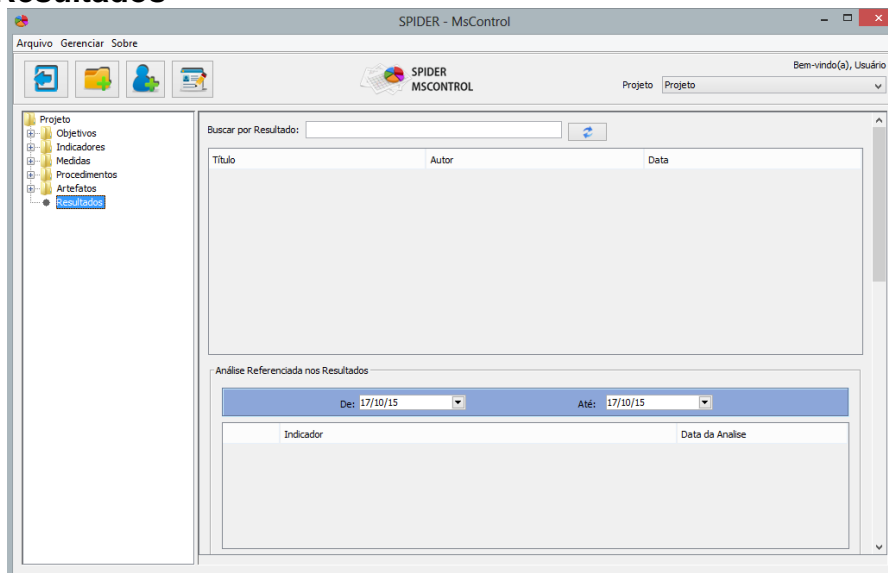 Resultados
SPIDER - MsControl
Arquivo Gerenciar Sobre
SPIDER
MSCONTROL
Bem-vindo(a), Usuário
Projeto Projeto
Projeto
Objetivos
Indicadores
Medidas
Procedimentos
Artefatos
Resultados
Buscar por Resultado:
Título Autor Data
Análise Referenciada nos Resultados
De: 17/10/15 Até: 17/10/15
Indicador Data da Analise